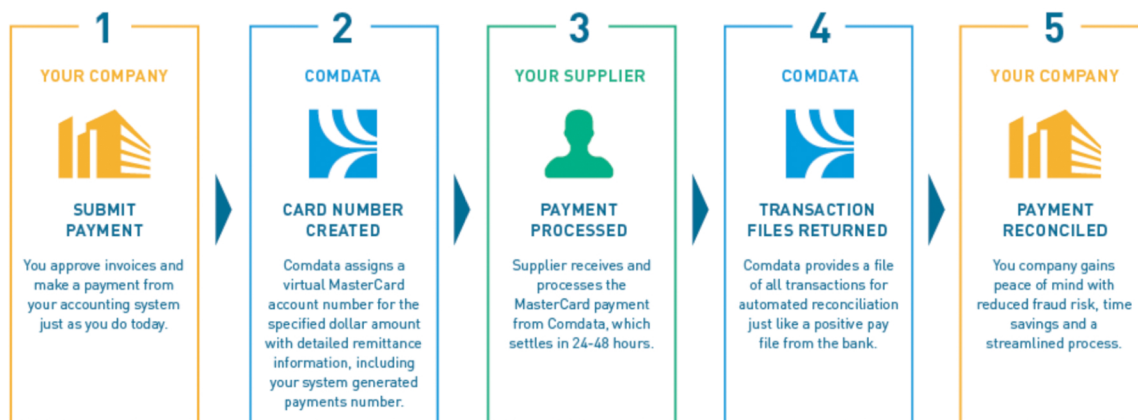 1
YOUR COMPANY
SUBMIT
PAYMENT
You approve invoices and
make a payment from
your accounting system
just as you do today.
2
COMDATA
CARD NUMBER
CREATED
Comdata assigns a
virtual MasterCard
account number for the
specified dollar amount
with detailed remittance
information, including
your system generated
payments number.
3
YOUR SUPPLIER
PAYMENT
PROCESSED
Supplier receives and
processes the
MasterCard payment
from Comdata, which
settles in 24-48 hours.
4
COMDATA
TRANSACTION
FILES RETURNED
Comdata provides a file
of all transactions for
automated reconciliation
just like a positive pay
file from the bank.
5
YOUR COMPANY
PAYMENT
RECONCILED
You company gains
peace of mind with
reduced fraud risk, time
savings and a
streamlined process.